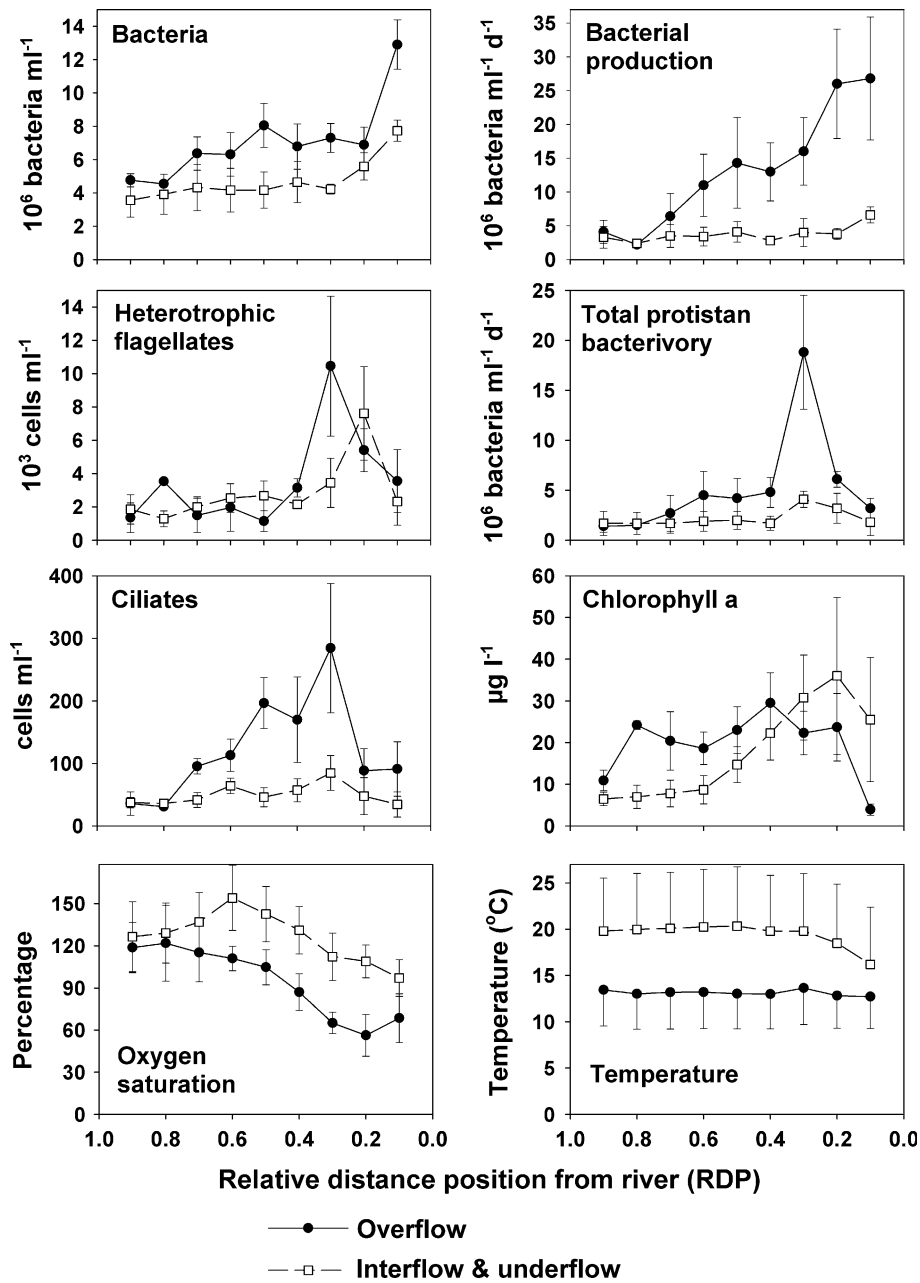 Bacteria
10⁶ bacteria ml⁻¹
14
12
10
8
6
4
2
0
Bacterial
production
10⁶ bacteria ml⁻¹ d⁻¹
35
30
25
20
15
10
5
0
Heterotrophic
flagellates
10³ cells ml⁻¹
14
12
10
8
6
4
2
0
Total protistan
bacterivory
10⁶ bacteria ml⁻¹ d⁻¹
25
20
15
10
5
0
Ciliates
cells ml⁻¹
400
300
200
100
0
Chlorophyll a
µg l⁻¹
60
50
40
30
20
10
0
Oxygen
saturation
Percentage
150
120
90
60
30
0
1.0 0.8 0.6 0.4 0.2 0.0
Temperature
Temperature (°C)
25
20
15
10
5
0
1.0 0.8 0.6 0.4 0.2 0.0
Relative distance position from river (RDP)
Overflow
Interflow & underflow